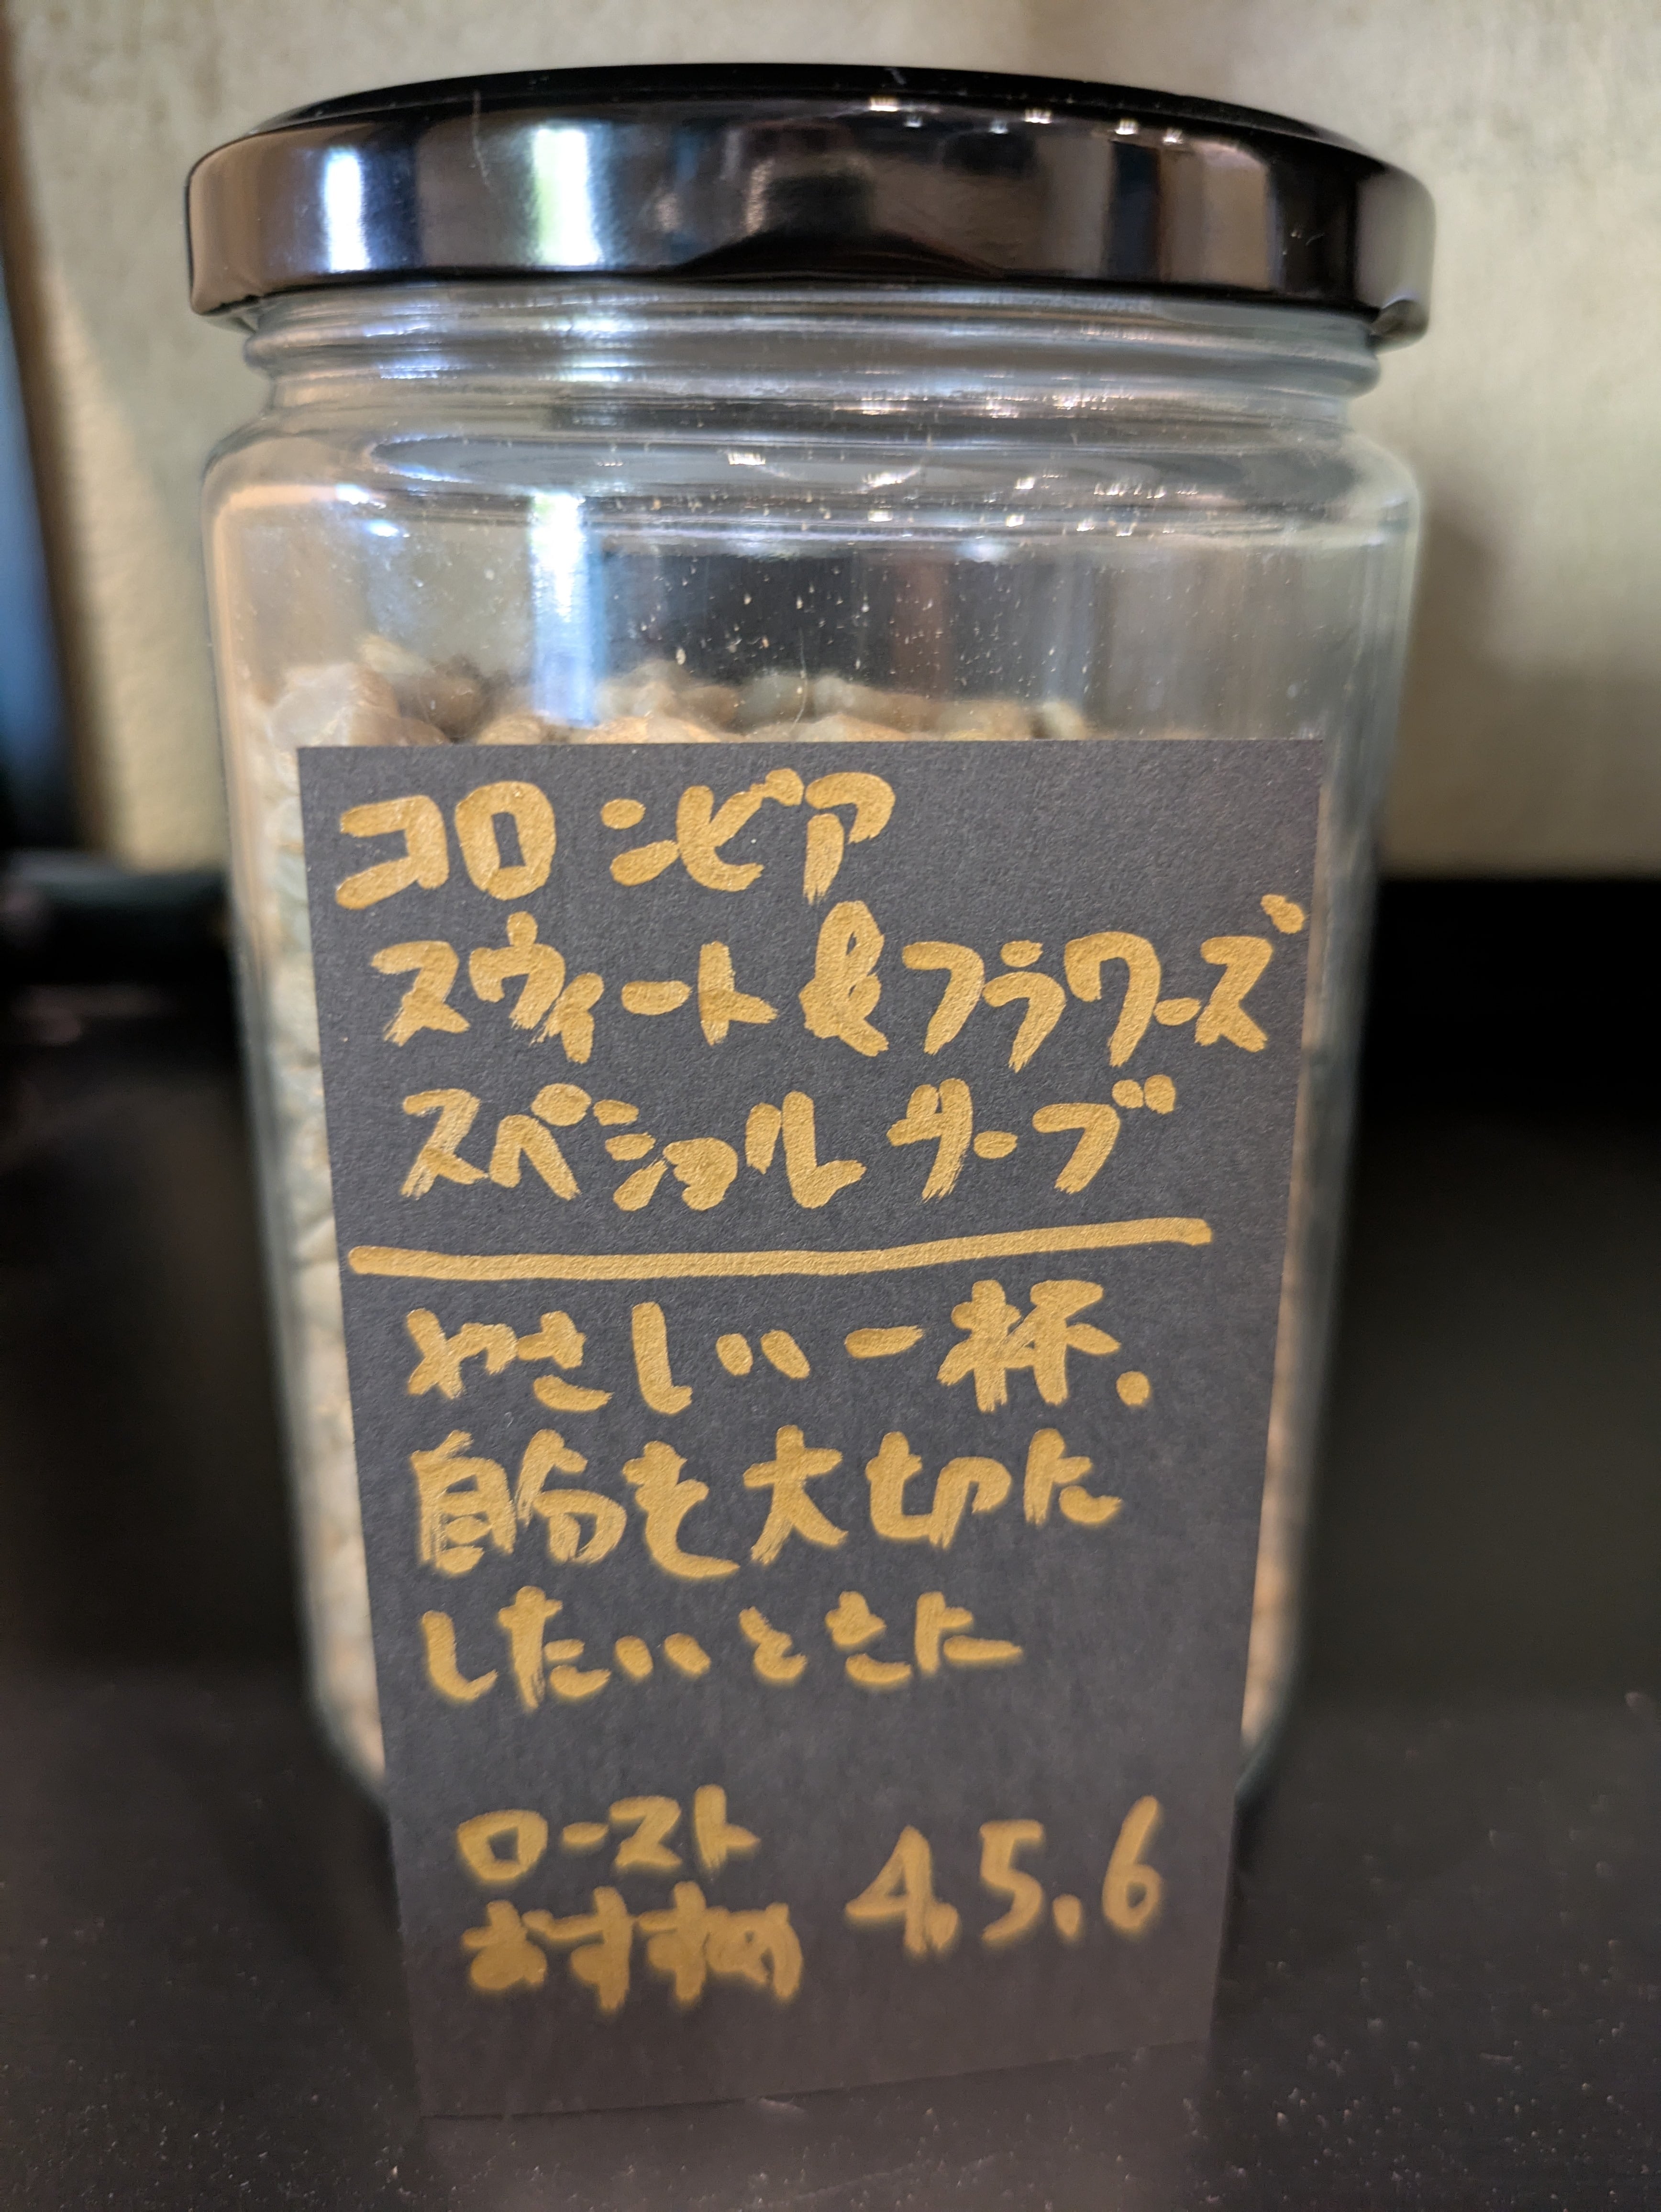 コロンビア
スウィート&フラワーズ
スペシャルサーブ
やさしい一杯.
自分を大切に
したいときに
ロースト
おすすめ 4.5.6